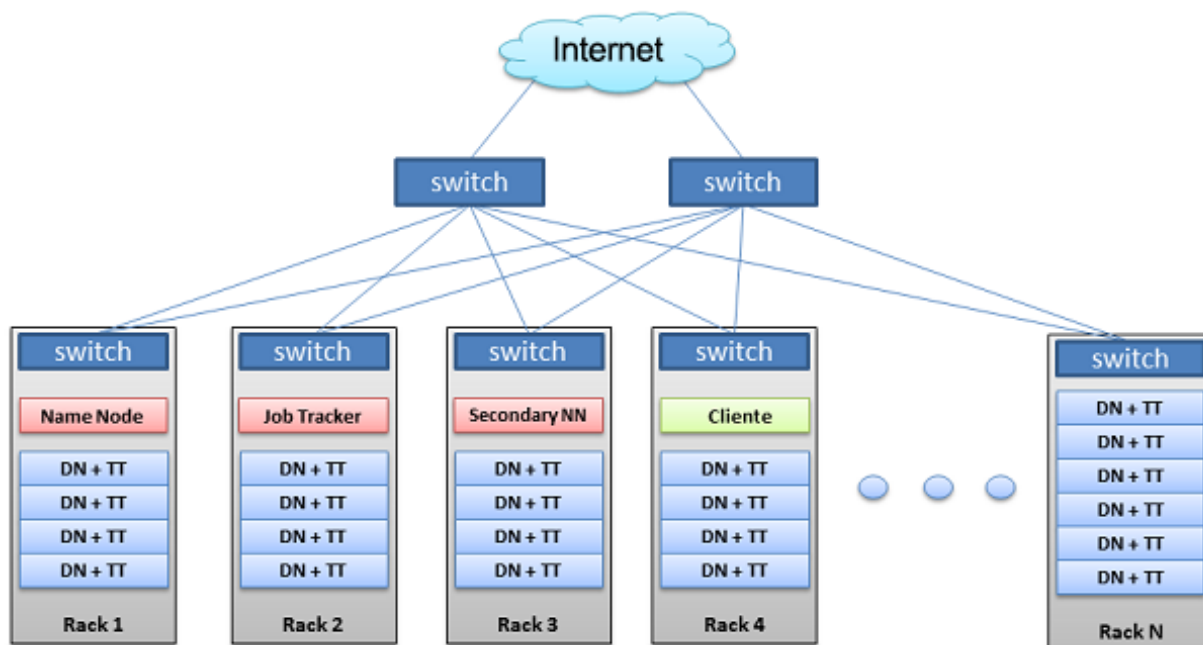 Internet
switch
switch
switch
Name Node
DN + TT
DN + TT
DN + TT
DN + TT
Rack 1
switch
Job Tracker
DN + TT
DN + TT
DN + TT
DN + TT
Rack 2
switch
Secondary NN
DN + TT
DN + TT
DN + TT
DN + TT
Rack 3
switch
Cliente
DN + TT
DN + TT
DN + TT
DN + TT
Rack 4
switch
DN + TT
DN + TT
DN + TT
DN + TT
DN + TT
DN + TT
Rack N